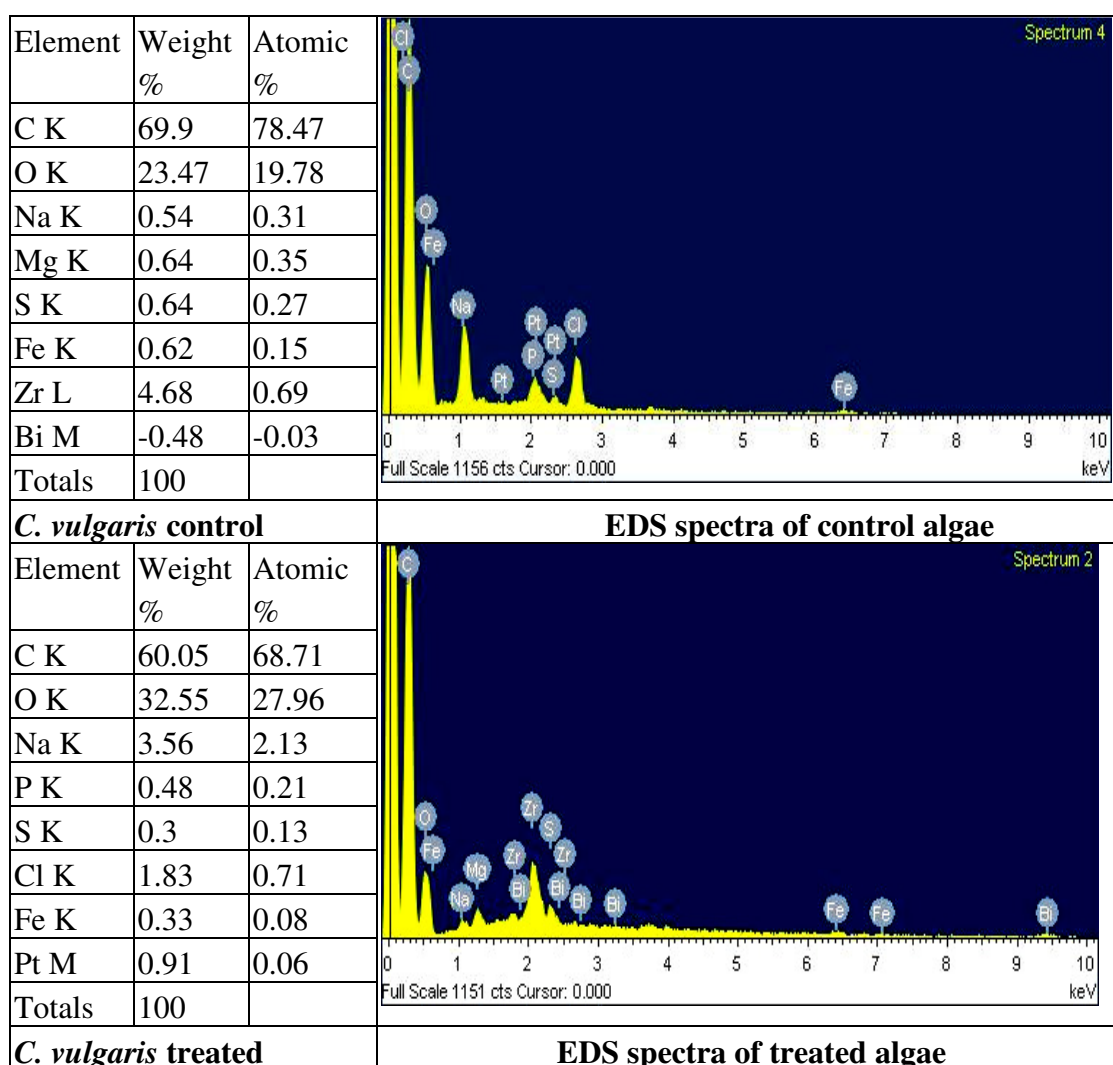 Element Weight % Atomic %
C K 69.9 78.47
O K 23.47 19.78
Na K 0.54 0.31
Mg K 0.64 0.35
S K 0.64 0.27
Fe K 0.62 0.15
Zr L 4.68 0.69
Bi M -0.48 -0.03
Totals 100
Spectrum 4
Cl
C
O
Fe
Na
Pt
Pt
P
Pt
S
Cl
Fe
0 1 2 3 4 5 6 7 8 9 10
Full Scale 1156 cts Cursor: 0.000 keV
C. vulgaris control
EDS spectra of control algae
Element Weight % Atomic %
C K 60.05 68.71
O K 32.55 27.96
Na K 3.56 2.13
P K 0.48 0.21
S K 0.3 0.13
Cl K 1.83 0.71
Fe K 0.33 0.08
Pt M 0.91 0.06
Totals 100
Spectrum 2
C
O
Fe
Na
Mg
Zr
Bi
Zr
S
Zr
Bi
Bi
Bi
Fe
Fe
Bi
0 1 2 3 4 5 6 7 8 9 10
Full Scale 1151 cts Cursor: 0.000 keV
C. vulgaris treated
EDS spectra of treated algae